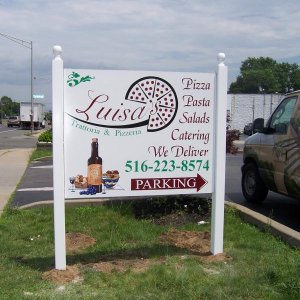 Luisa
Trattoria & Pizzeria
Pizza
Pasta
Salads
Catering
We Deliver
516-223-8574
PARKING